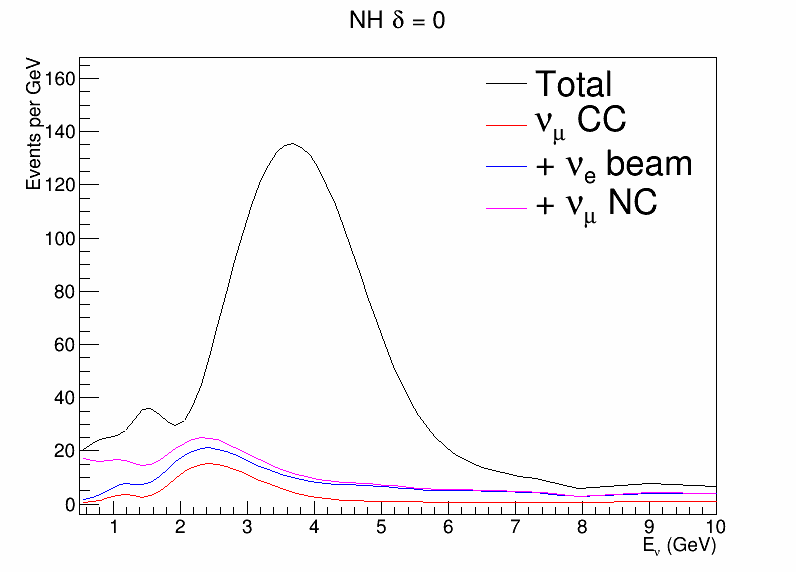 NH δ = 0
Events per GeV
160
140
120
100
80
60
40
20
0
Total
νμ CC
+ νe beam
+ νμ NC
1 2 3 4 5 6 7 8 9 10
Eν (GeV)